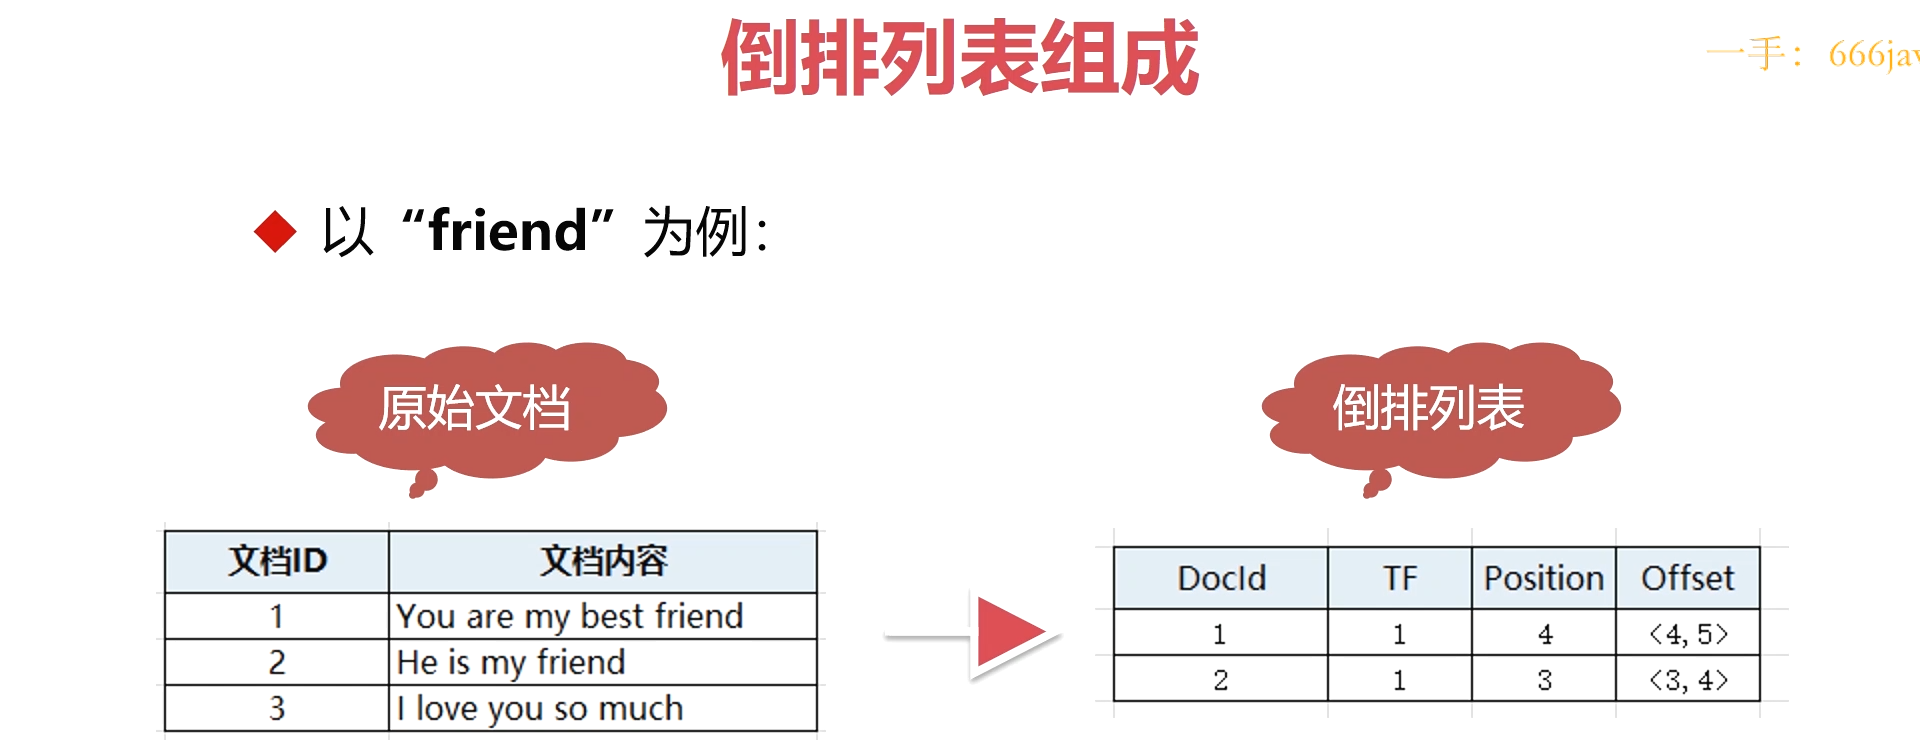 倒排列表组成
一手：666jav
以“friend”为例：
原始文档
倒排列表
文档ID 文档内容
1 You are my best friend
2 He is my friend
3 I love you so much
DocId TF Position Offset
1 1 4 <4,5>
2 1 3 <3,4>